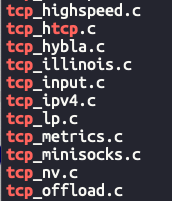 tcp_highspeed.c
tcp_htcp.c
tcp_hybla.c
tcp_illinois.c
tcp_input.c
tcp_ipv4.c
tcp_lp.c
tcp_metrics.c
tcp_minisocks.c
tcp_nv.c
tcp_offload.c